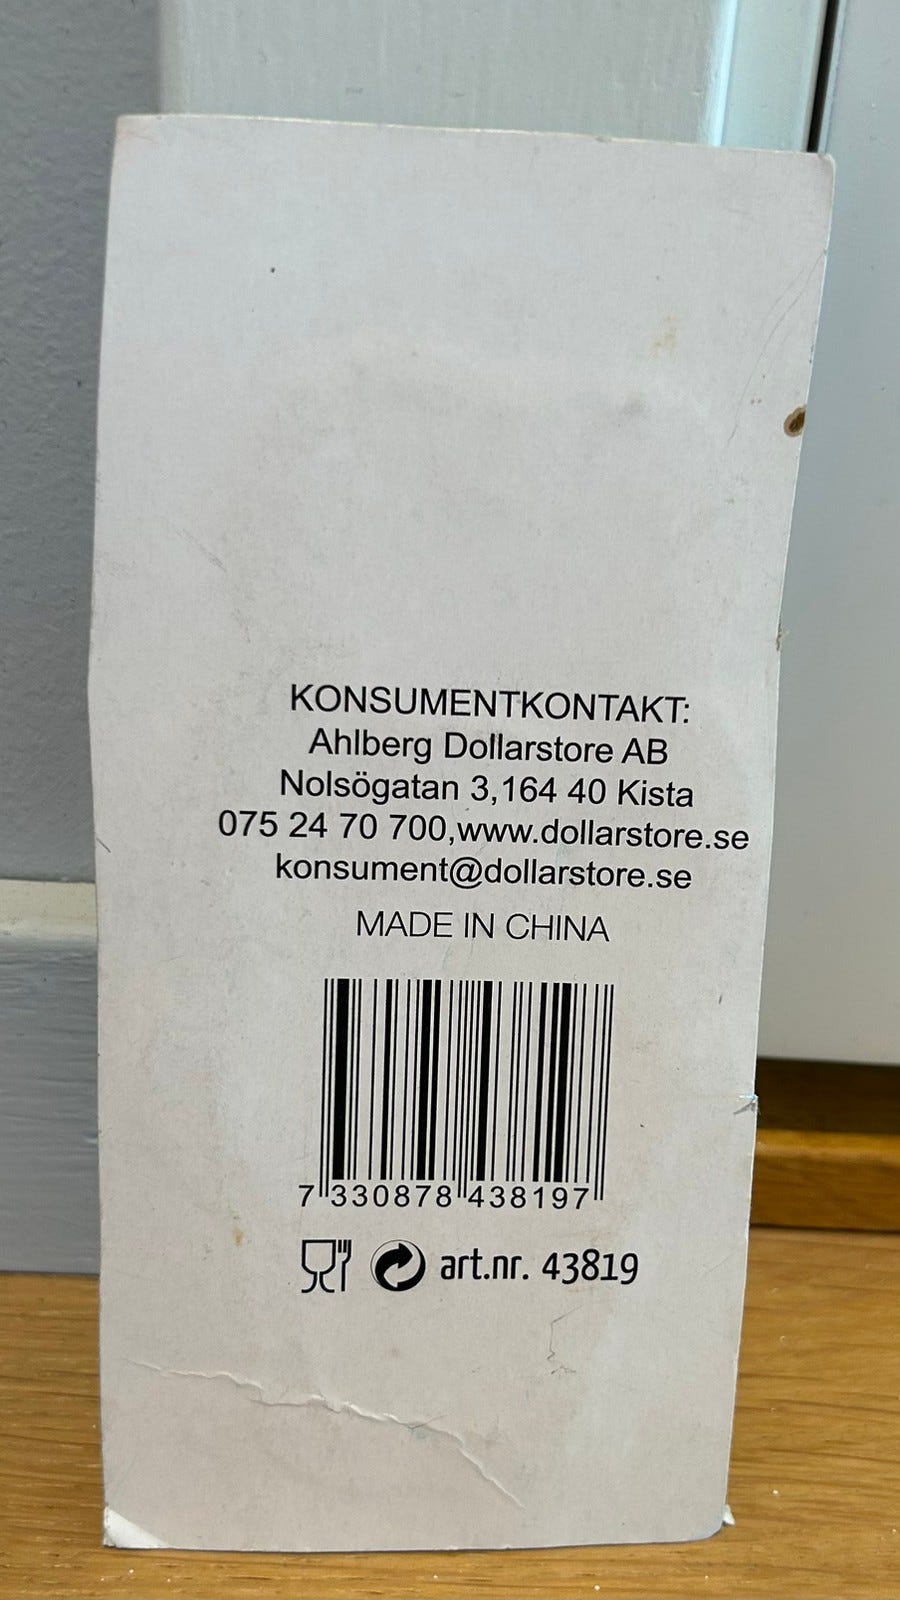 KONSUMENTKONTAKT:
Ahlberg Dollarstore AB
Nolsögatan 3,164 40 Kista
075 24 70 700,www.dollarstore.se
konsument@dollarstore.se
MADE IN CHINA
7 330878 438197
art.nr. 43819